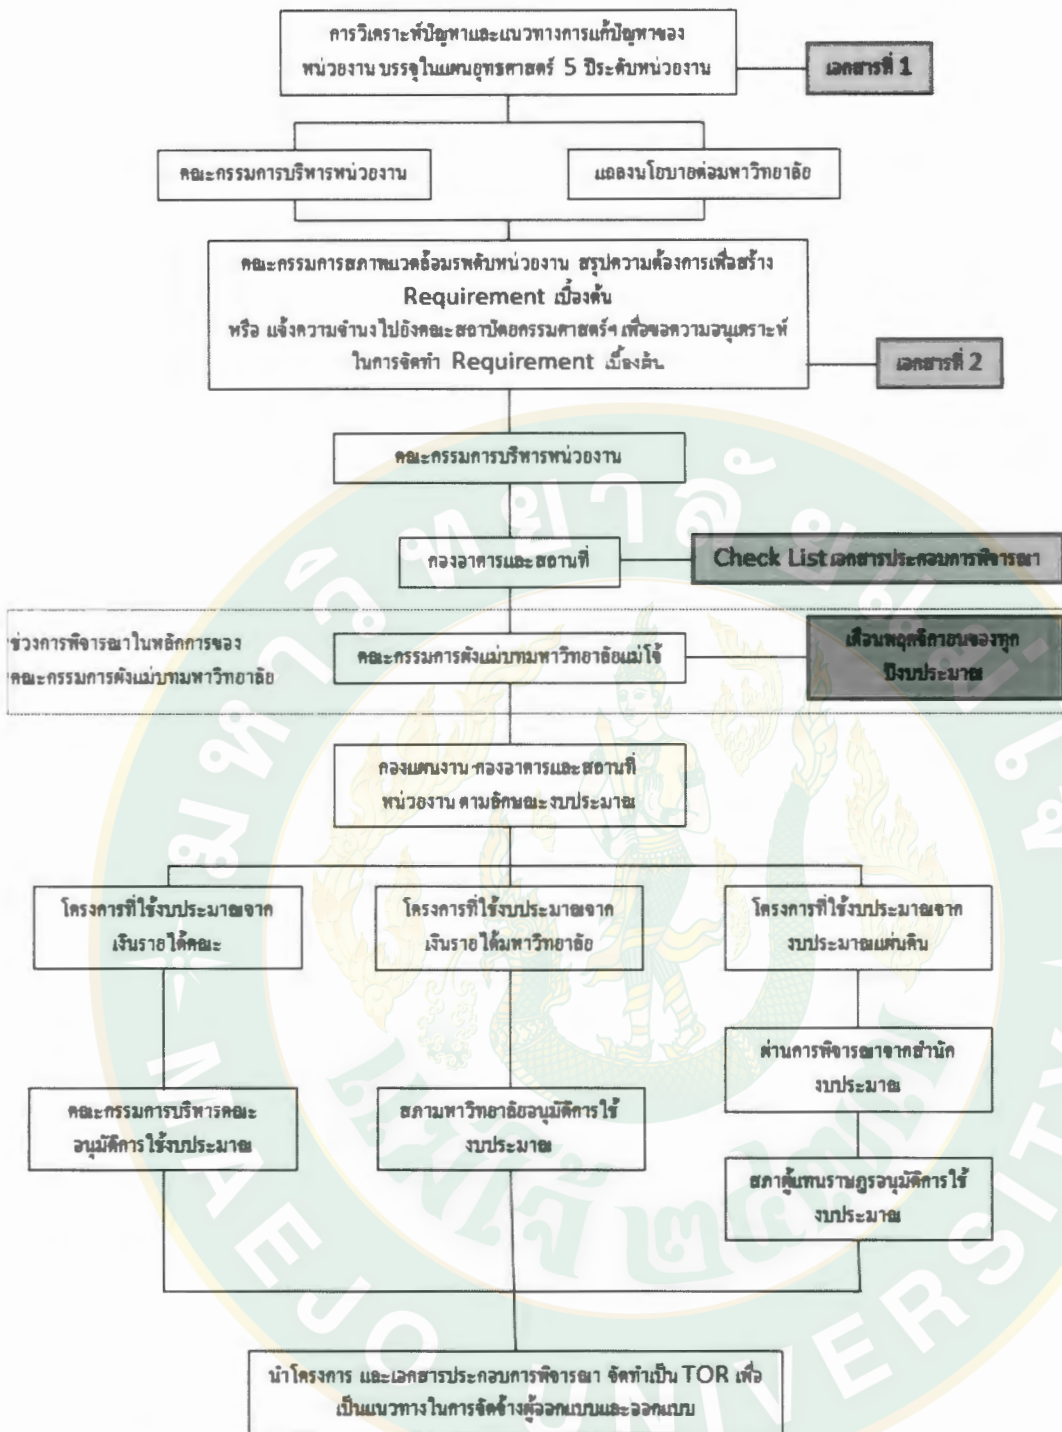 การวิเคราะห์ปัญหาและแนวทางการแก้ปัญหาของ
หน่วยงาน บรรจุในแผนยุทธศาสตร์ 5 ปีระดับหน่วยงาน
เอกสารที่ 1
คณะกรรมการบริหารหน่วยงาน
แถลงนโยบายต่อมหาวิทยาลัย
คณะกรรมการสภาพแวดล้อมระดับหน่วยงาน สรุปความต้องการเพื่อสร้าง
Requirement เบื้องต้น
หรือ แจ้งความจำนงไปยังคณะสถาปัตยกรรมศาสตร์ฯ เพื่อขอความอนุเคราะห์
ในการจัดทำ Requirement เบื้องต้น
เอกสารที่ 2
คณะกรรมการบริหารหน่วยงาน
กองอาคารและสถานที่
Check List เอกสารประกอบการพิจารณา
ช่วงการพิจารณาในหลักการของ
คณะกรรมการผังแม่บทมหาวิทยาลัย
คณะกรรมการผังแม่บทมหาวิทยาลัยแม่โจ้
เดือนพฤศจิกายนของทุก
ปีงบประมาณ
กองแผนงาน กองอาคารและสถานที่
หน่วยงาน ตามลักษณะงบประมาณ
โครงการที่ใช้งบประมาณจาก
เงินรายได้คณะ
โครงการที่ใช้งบประมาณจาก
เงินรายได้มหาวิทยาลัย
โครงการที่ใช้งบประมาณจาก
งบประมาณแผ่นดิน
ผ่านการพิจารณาจากสำนัก
งบประมาณ
คณะกรรมการบริหารคณะ
อนุมัติการใช้งบประมาณ
สภามหาวิทยาลัยอนุมัติการใช้
งบประมาณ
สภาผู้แทนราษฎรอนุมัติการใช้
งบประมาณ
นำโครงการ และเอกสารประกอบการพิจารณา จัดทำเป็น TOR เพื่อ
เป็นแนวทางในการจัดจ้างผู้ออกแบบและออกแบบ
มหาวิทยาลัยแม่โจ้
แม่โจ้ ๒๔๗๗
MAEJO UNIVERSITY